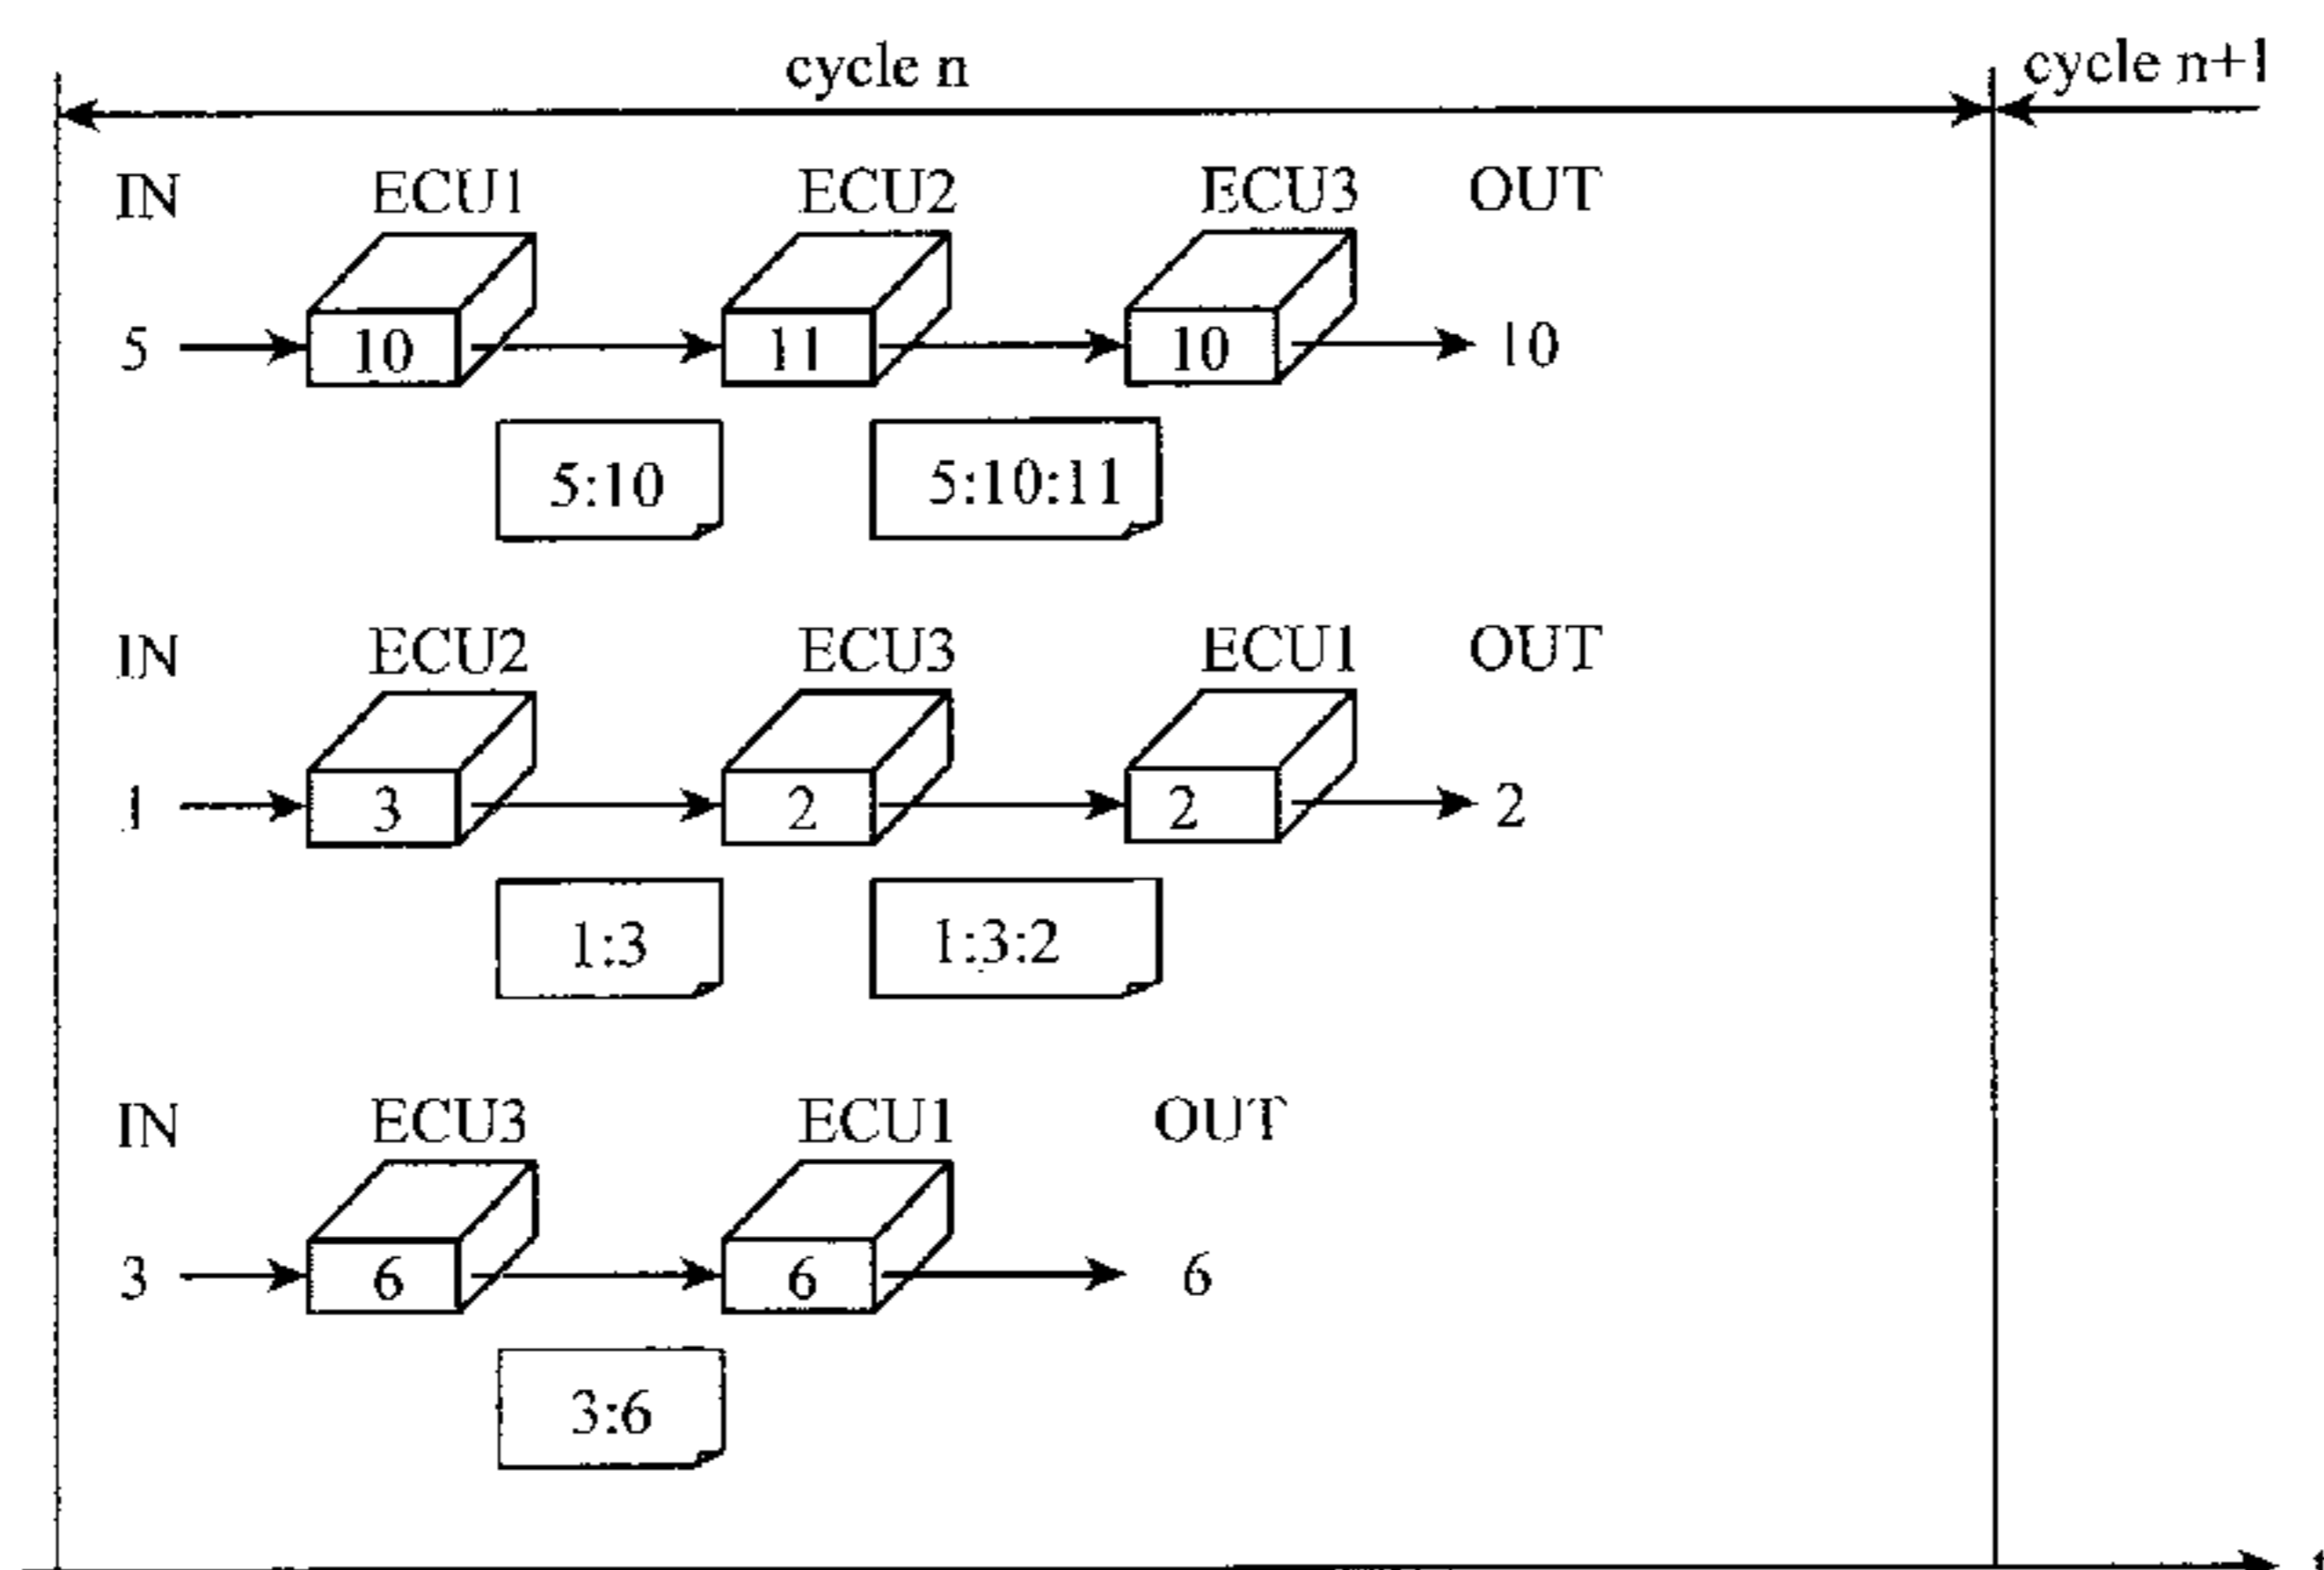 cycle n cycle n+1
IN ECU1 ECU2 ECU3 OUT
5 10 11 10 10
5:10 5:10:11
IN ECU2 ECU3 ECU1 OUT
1 3 2 2 2
1:3 1:3:2
IN ECU3 ECU1 OUT
3 6 6 6
3:6
t